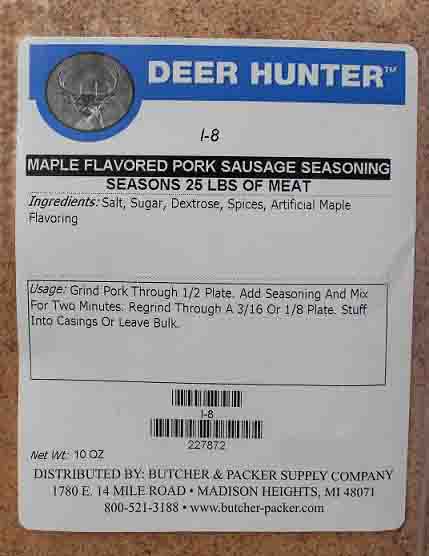 DEER HUNTER™
I-8
MAPLE FLAVORED PORK SAUSAGE SEASONING
SEASONS 25 LBS OF MEAT
Ingredients: Salt, Sugar, Dextrose, Spices, Artificial Maple
Flavoring
Usage: Grind Pork Through 1/2 Plate. Add Seasoning And Mix
For Two Minutes. Regrind Through A 3/16 Or 1/8 Plate. Stuff
Into Casings Or Leave Bulk.
I-8
227872
Net Wt: 10 OZ
DISTRIBUTED BY: BUTCHER & PACKER SUPPLY COMPANY
1780 E. 14 MILE ROAD • MADISON HEIGHTS, MI 48071
800-521-3188 • www.butcher-packer.com